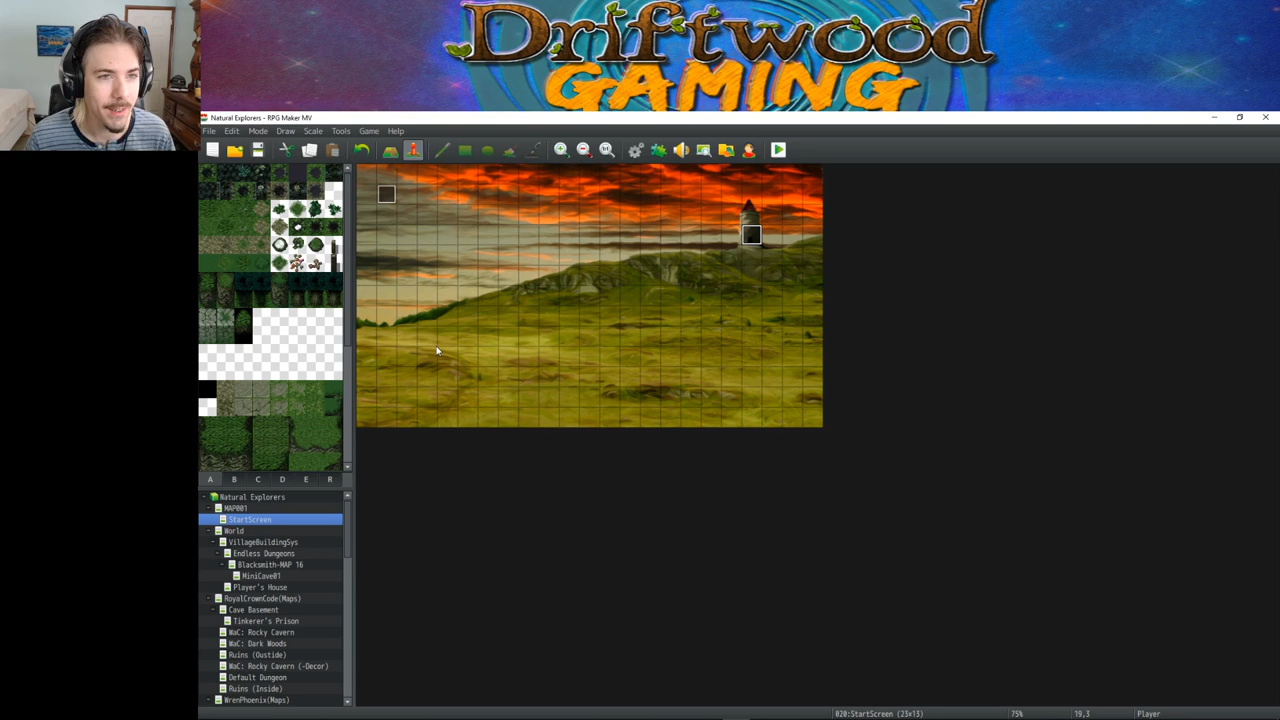 Driftwood
GAMING
Natural Explorers - RPG Maker MV
File Edit Mode Draw Scale Tools Game Help
A B C D E R
Natural Explorers
MAP001
StartScreen
World
VillageBuildingSys
Endless Dungeons
Blacksmith-MAP 16
MiniCave01
Player's House
RoyalCrownCode(Maps)
Cave Basement
Tinkerer's Prison
WaC: Rocky Cavern
WaC: Dark Woods
Ruins (Oustide)
WaC: Rocky Cavern (-Decor)
Default Dungeon
Ruins (Inside)
WrenPhoenix(Maps)
020:StartScreen (23×13) 75% 19,3 Player